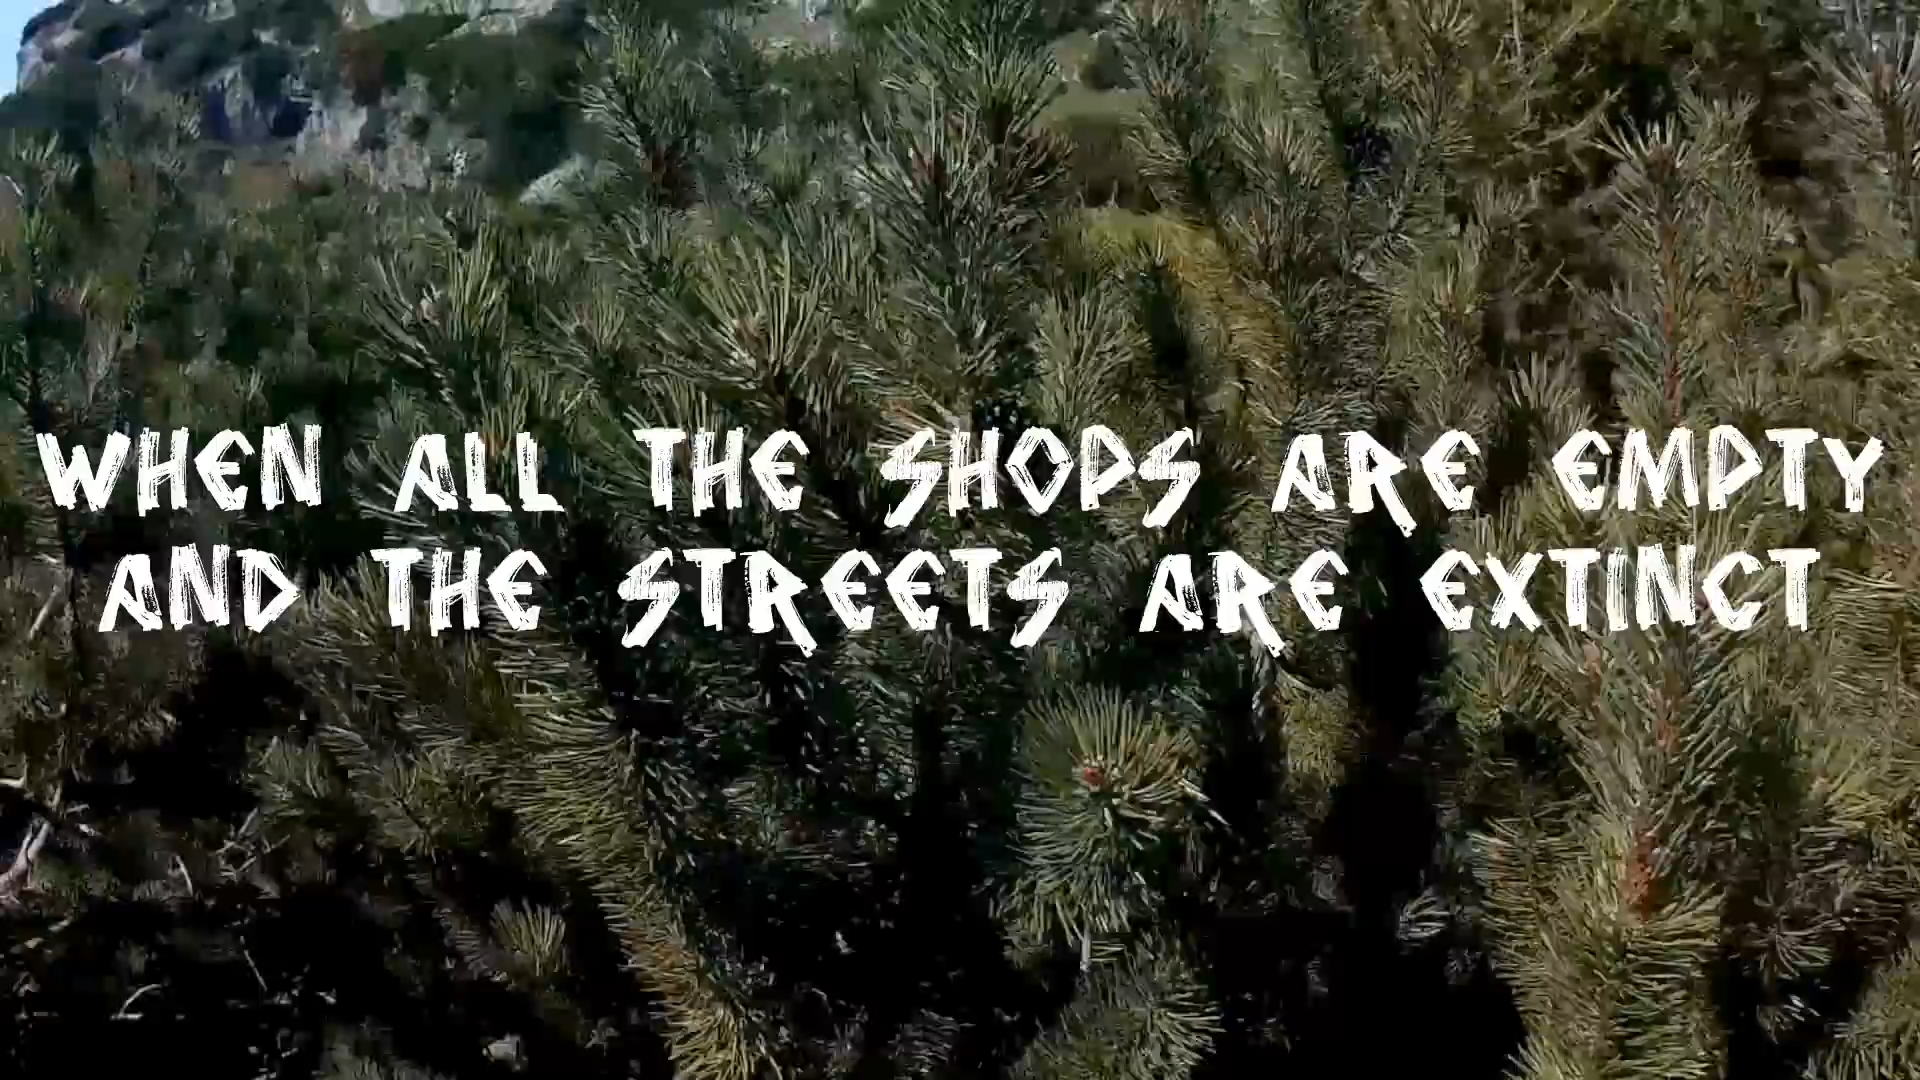 WHEN ALL THE SHOPS ARE EMPTY
AND THE STREETS ARE EXTINCT